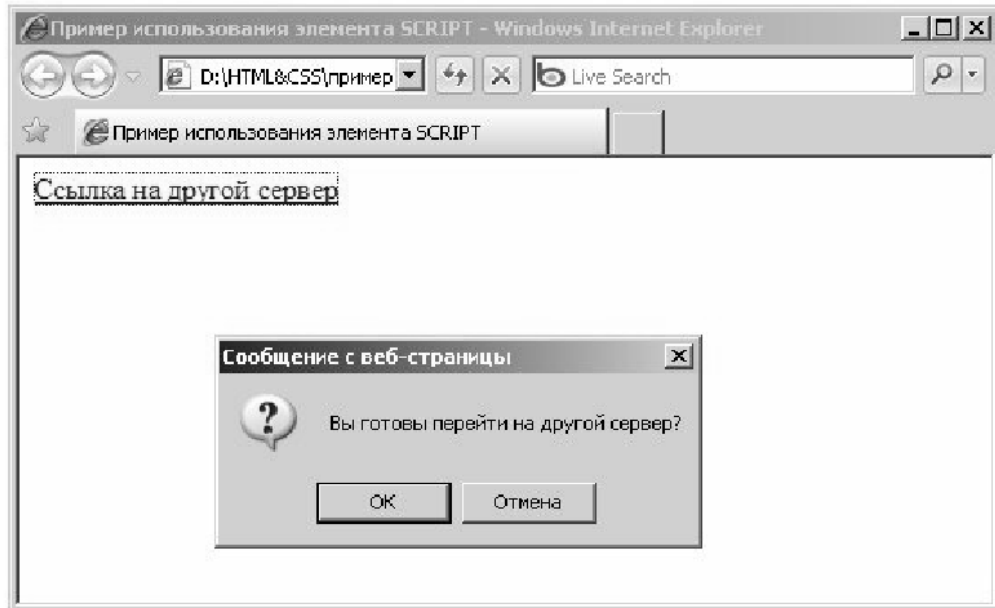 Пример использования элемента SCRIPT - Windows Internet Explorer
D:\HTML&CSS\пример
Live Search
Пример использования элемента SCRIPT
Ссылка на другой сервер
Сообщение с веб-страницы
Вы готовы перейти на другой сервер?
OK
Отмена